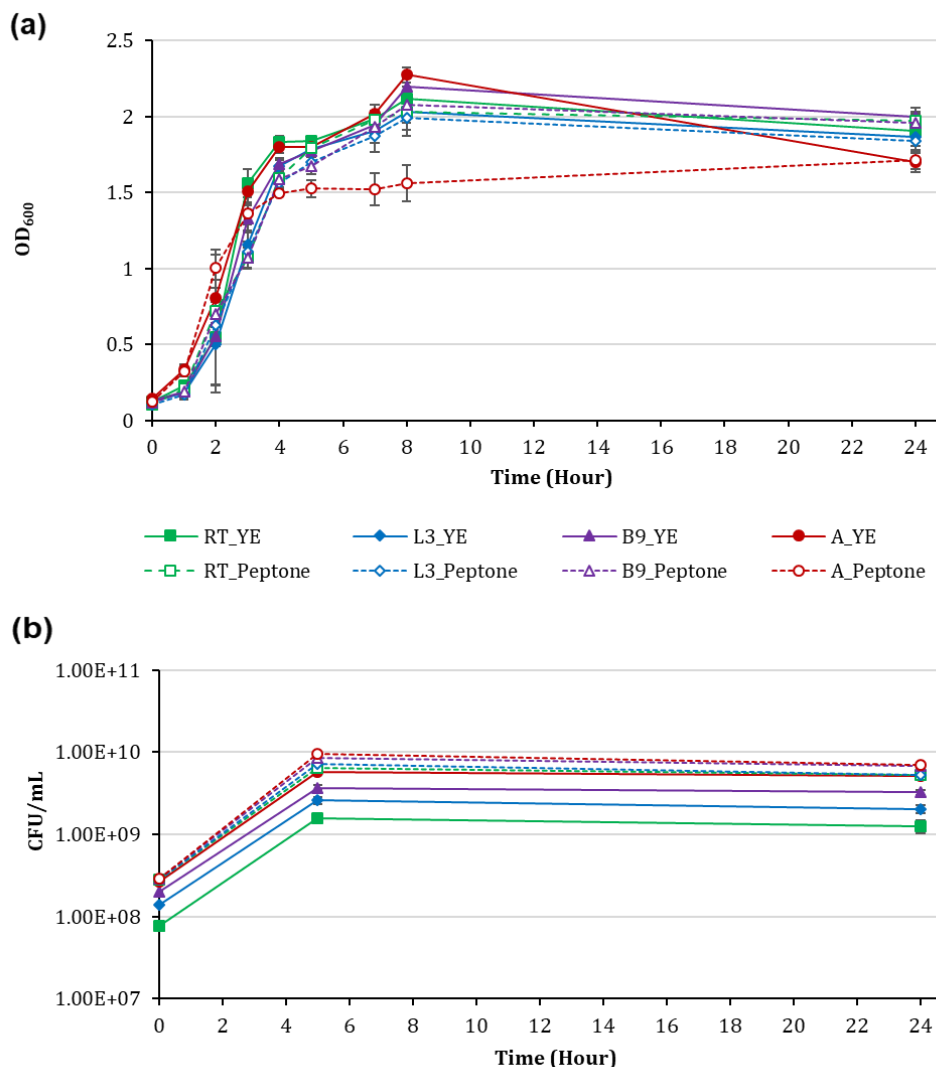 (a)
2.5
2
1.5
1
0.5
0
OD600
0 2 4 6 8 10 12 14 16 18 20 22 24
Time (Hour)
RT_YE L3_YE B9_YE A_YE
RT_Peptone L3_Peptone B9_Peptone A_Peptone
(b)
1.00E+11
1.00E+10
1.00E+09
1.00E+08
1.00E+07
CFU/mL
0 2 4 6 8 10 12 14 16 18 20 22 24
Time (Hour)